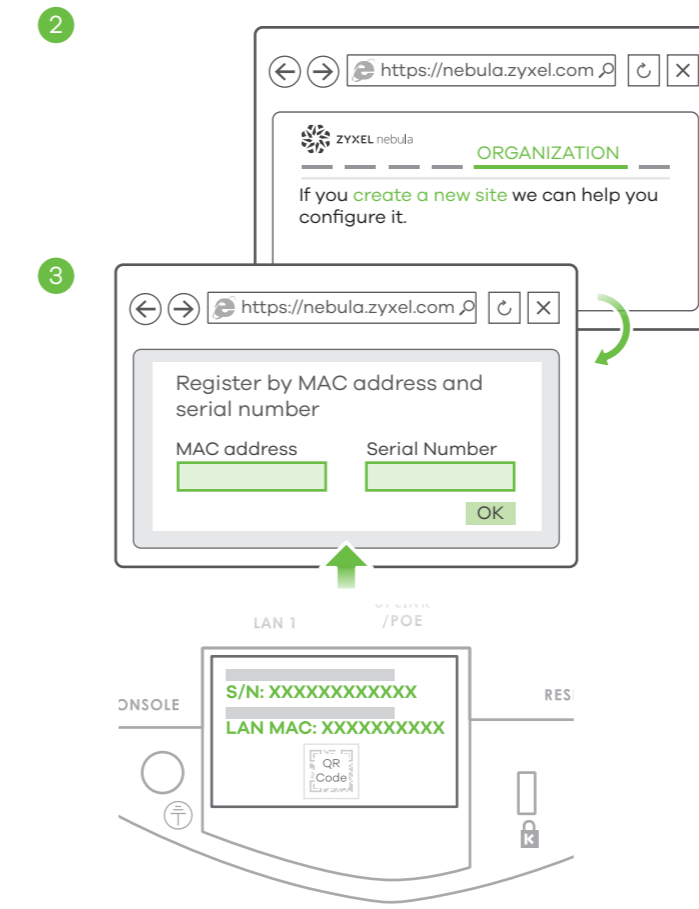 2
https://nebula.zyxel.com
ZYXEL nebula
ORGANIZATION
If you create a new site we can help you
configure it.
3
https://nebula.zyxel.com
Register by MAC address and
serial number
MAC address Serial Number
OK
LAN 1 /POE
S/N: XXXXXXXXXXXX
LAN MAC: XXXXXXXXXX
QR
Code
ONSOLE
RES
K